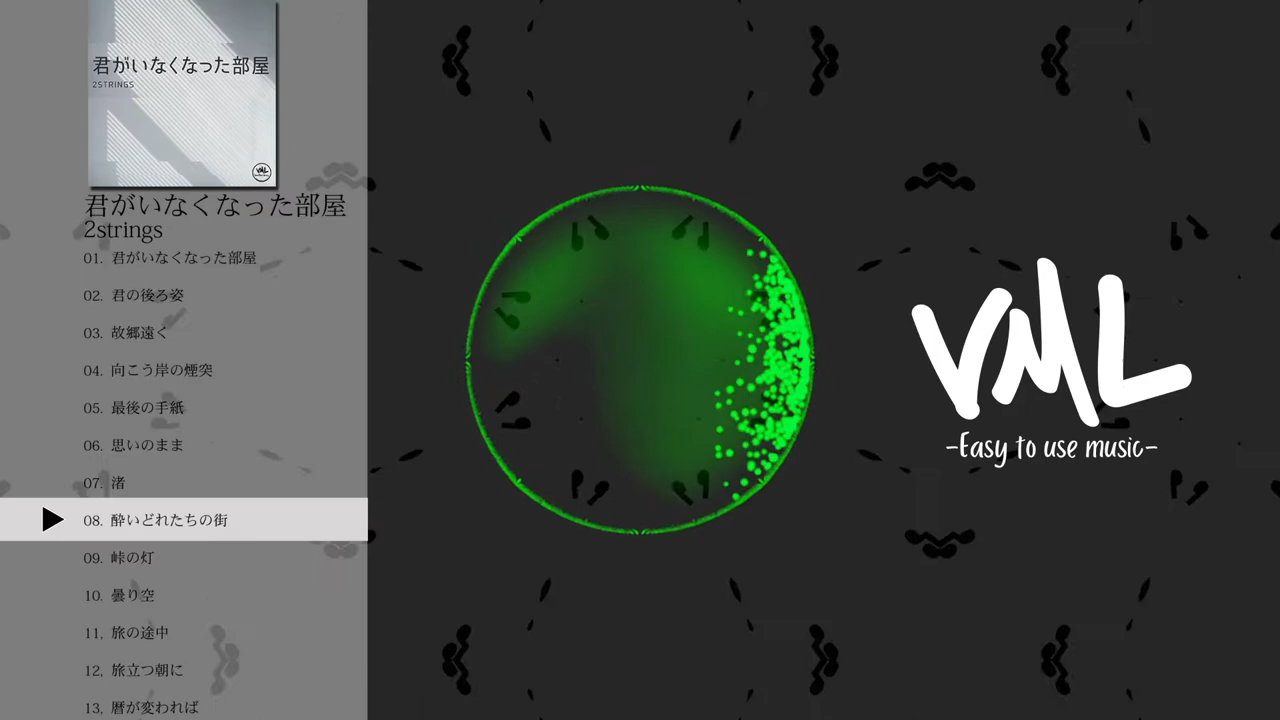 君がいなくなった部屋
2STRINGS
VML
君がいなくなった部屋
2strings
01. 君がいなくなった部屋
02. 君の後ろ姿
03. 故郷遠く
04. 向こう岸の煙突
05. 最後の手紙
06. 思いのまま
07. 渚
08. 酔いどれたちの街
09. 峠の灯
10. 曇り空
11, 旅の途中
12, 旅立つ朝に
13, 暦が変われば
VML
-Easy to use music-